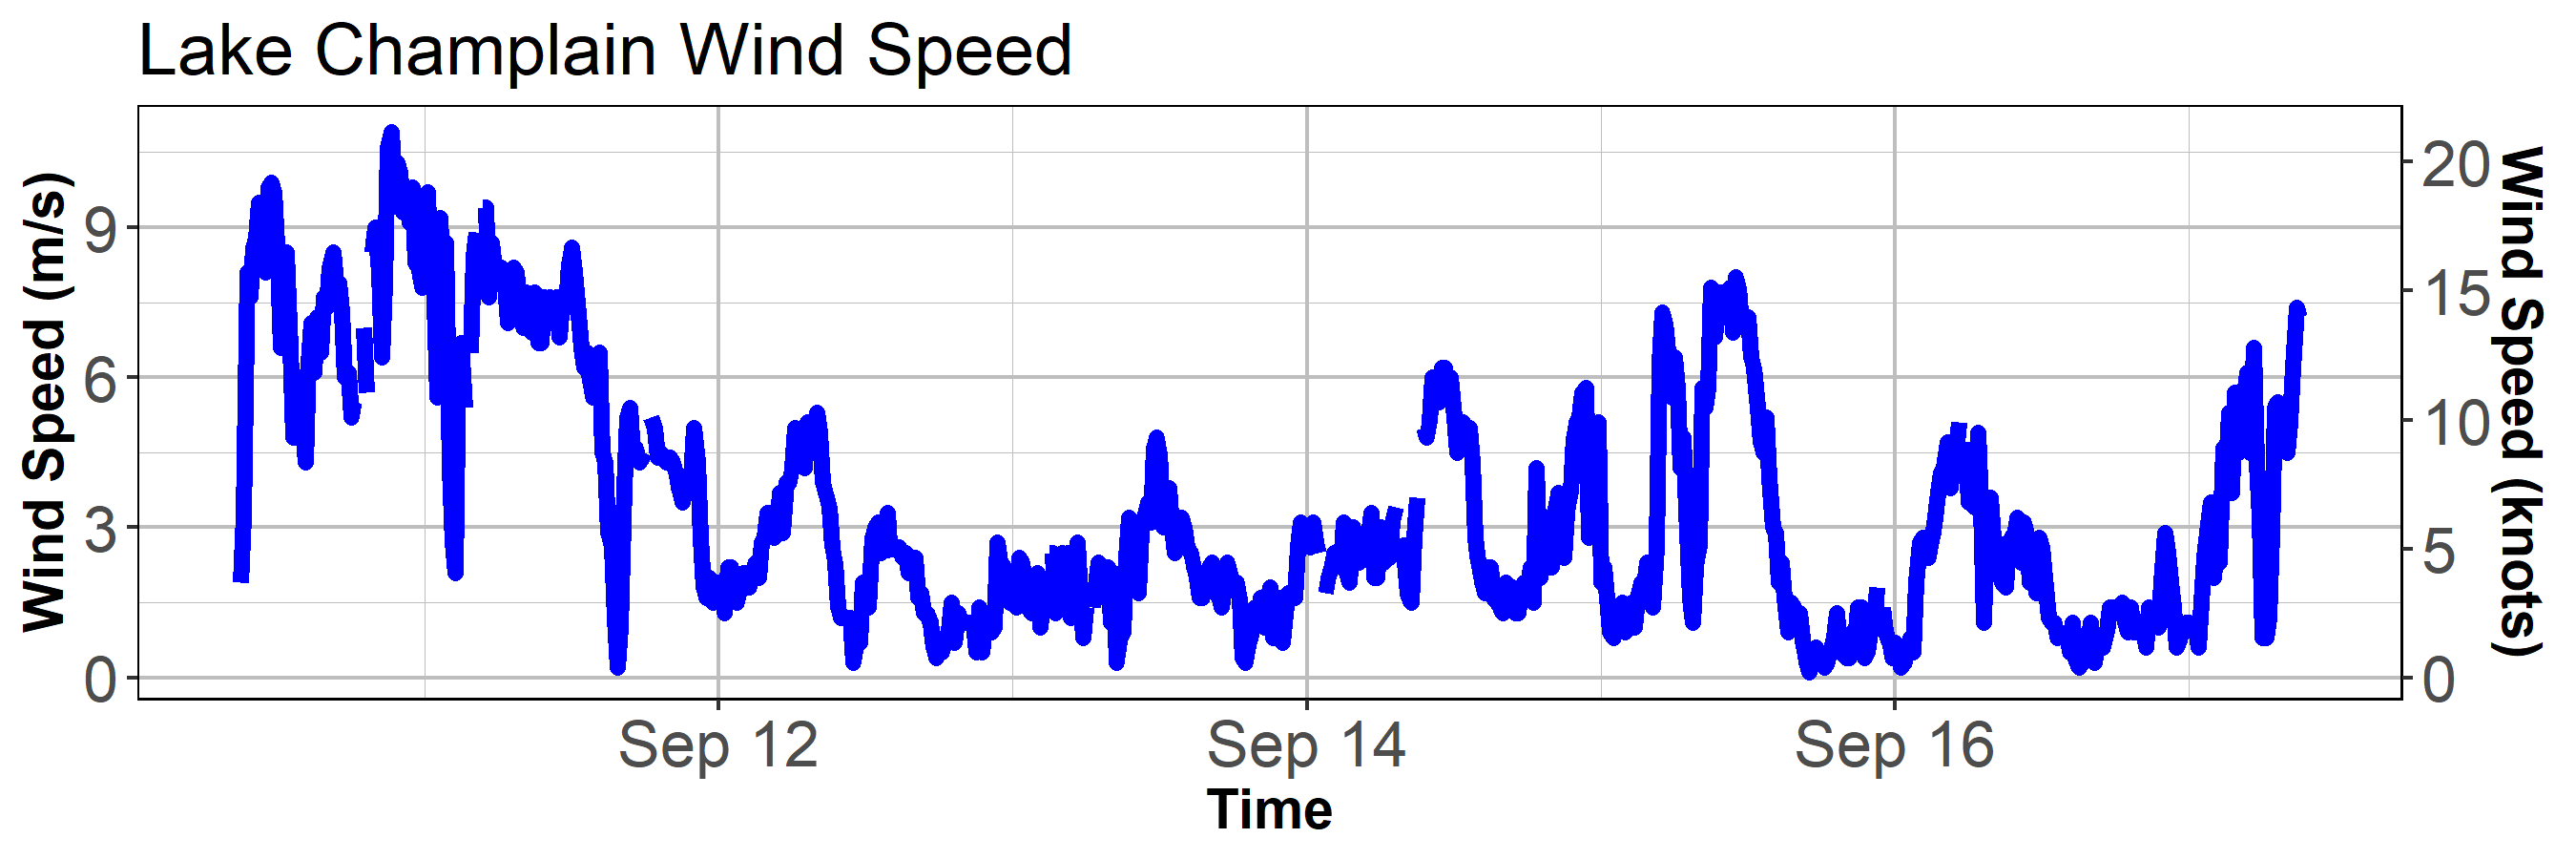 Lake Champlain Wind Speed
Wind Speed (m/s)
9
6
3
0
20
15
10
5
0
Wind Speed (knots)
Sep 12
Sep 14
Sep 16
Time